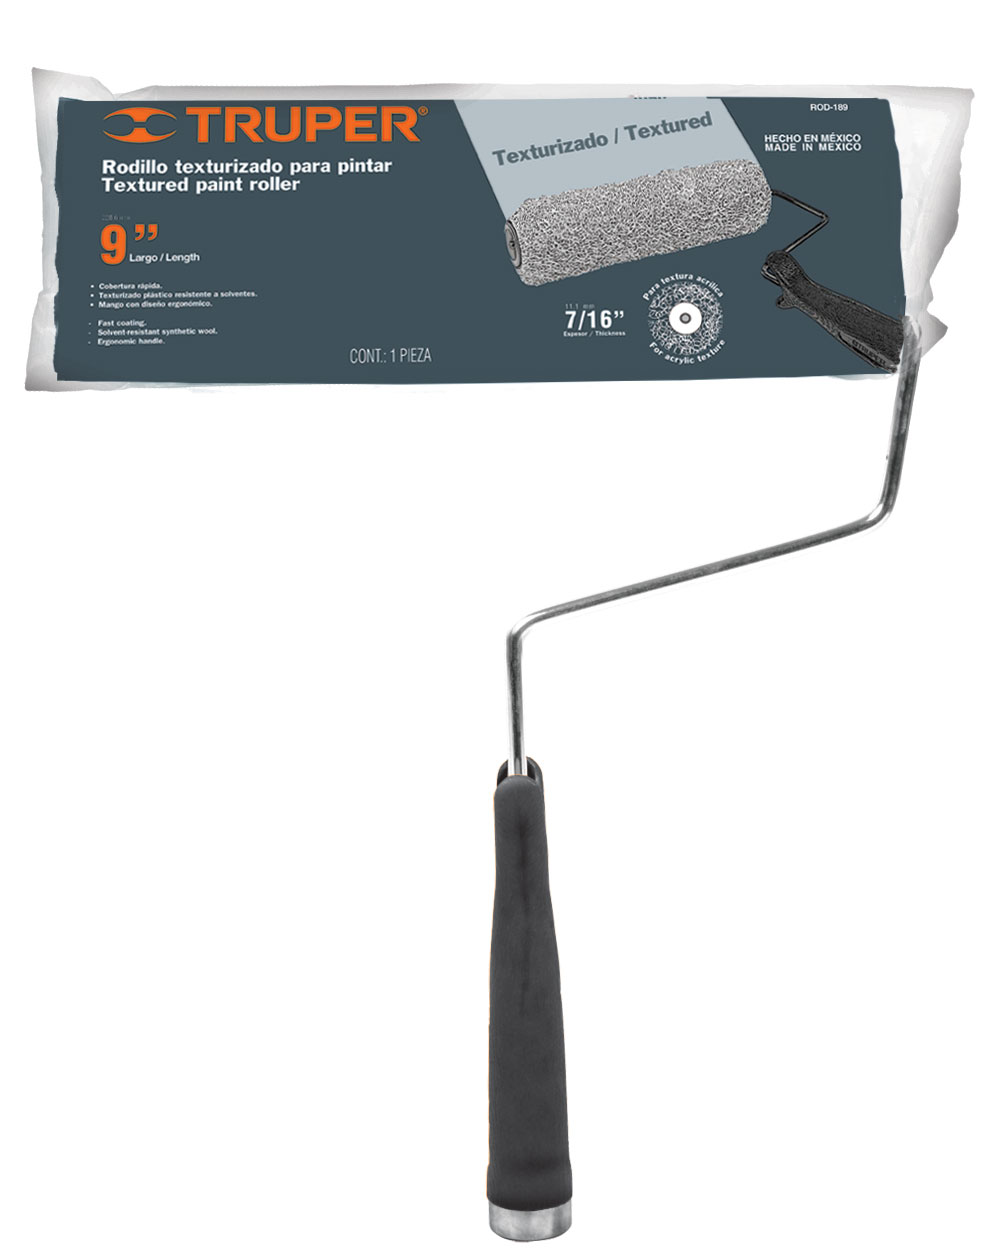 TRUPER®
Rodillo texturizado para pintar
Textured paint roller
9”
Largo / Length
• Cobertura rápida.
• Texturizado plástico resistente a solventes.
• Mango con diseño ergonómico.
- Fast coating.
- Solvent resistant synthetic wool.
- Ergonomic handle.
CONT.: 1 PIEZA
Texturizado / Textured
11.1 mm
7/16”
Espesor / Thickness
Para textura acrílica
For acrylic texture
ROD-189
HECHO EN MÉXICO
MADE IN MEXICO